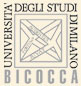 UNIVERSITÀ
DEGLI STUDI
DI MILANO
BICOCCA